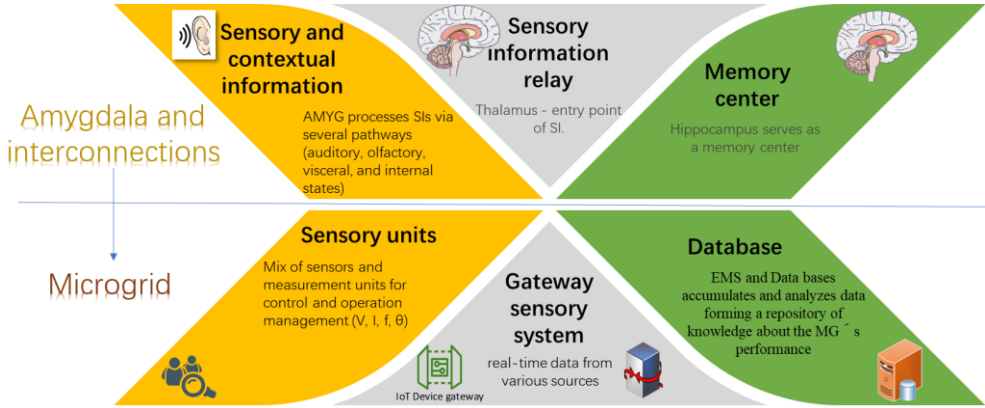 Amygdala and
interconnections
Sensory and
contextual
information
AMYG processes SIs via
several pathways
(auditory, olfactory,
visceral, and internal
states)
Sensory
information
relay
Thalamus - entry point
of SI.
Memory
center
Hippocampus serves as
a memory center
Microgrid
Sensory units
Mix of sensors and
measurement units for
control and operation
management (V, I, f, θ)
Gateway
sensory
system
real-time data from
various sources
IoT Device gateway
Database
EMS and Data bases
accumulates and analyzes data
forming a repository of
knowledge about the MG´s
performance